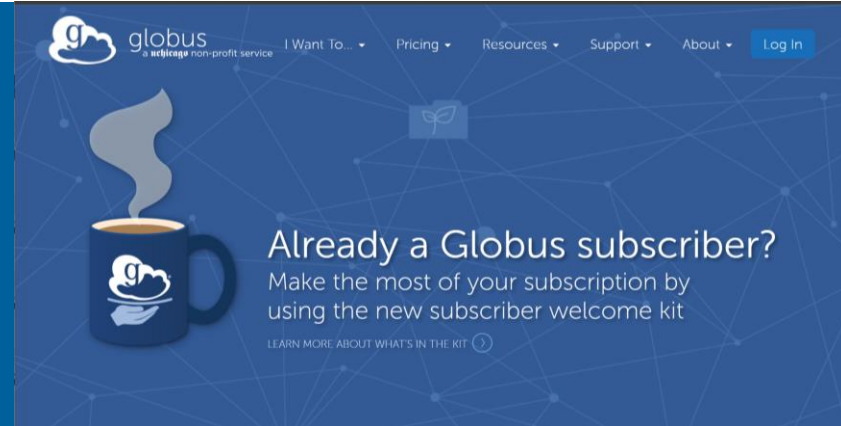 globus
a uchicago non-profit service
I Want To...
Pricing
Resources
Support
About
Log In
g
g
Already a Globus subscriber?
Make the most of your subscription by
using the new subscriber welcome kit
LEARN MORE ABOUT WHAT'S IN THE KIT